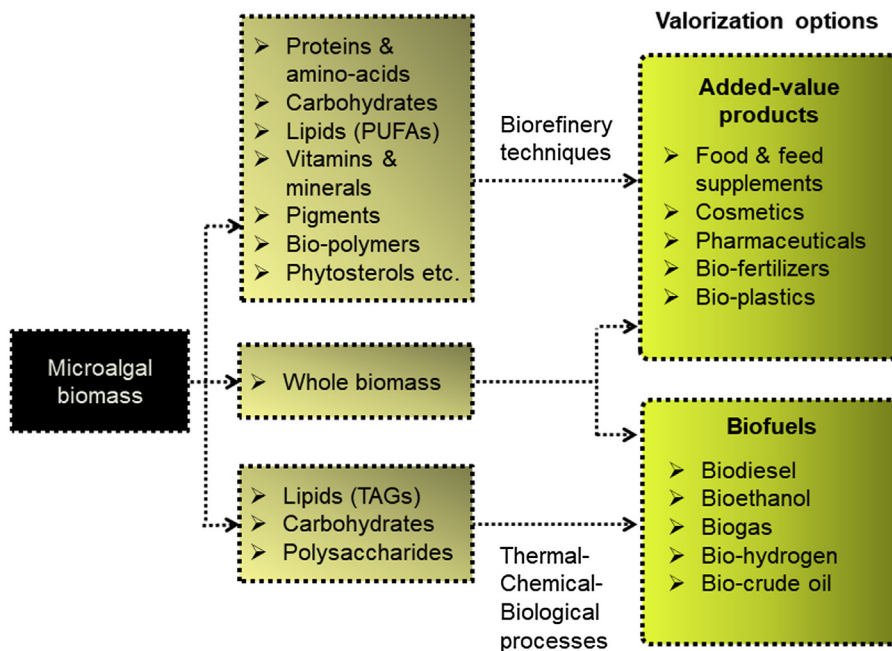 Valorization options
Proteins &
amino-acids
Carbohydrates
Lipids (PUFAs)
Vitamins &
minerals
Pigments
Bio-polymers
Phytosterols etc.
Biorefinery
techniques
Added-value
products
Food & feed
supplements
Cosmetics
Pharmaceuticals
Bio-fertilizers
Bio-plastics
Microalgal
biomass
Whole biomass
Lipids (TAGs)
Carbohydrates
Polysaccharides
Thermal-
Chemical-
Biological
processes
Biofuels
Biodiesel
Bioethanol
Biogas
Bio-hydrogen
Bio-crude oil